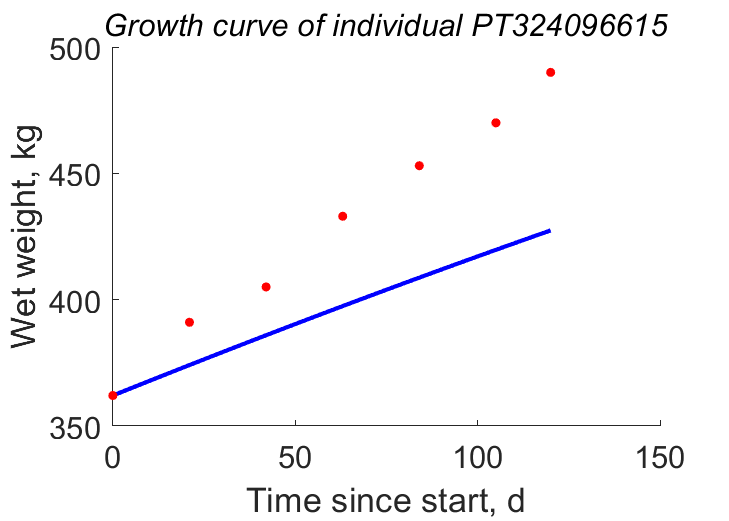 Growth curve of individual PT324096615
500
450
400
350
Wet weight, kg
0 50 100 150
Time since start, d